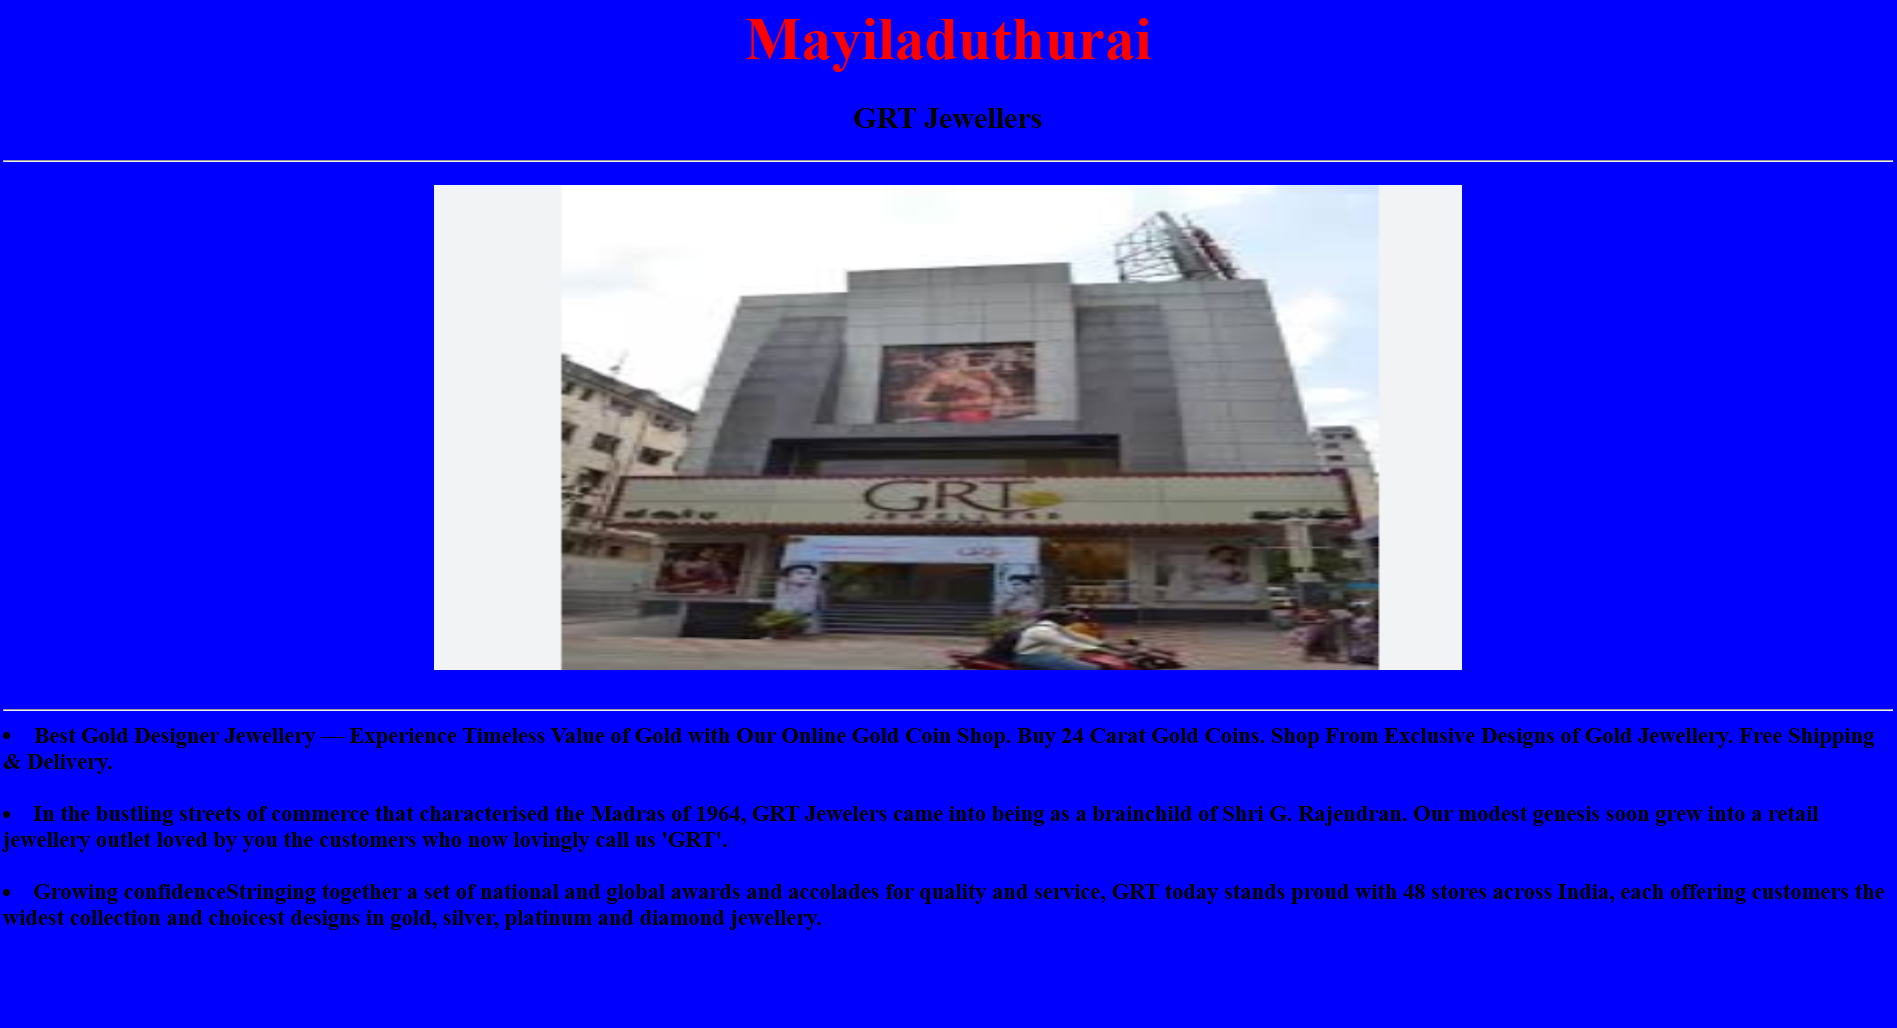 Mayiladuthurai
GRT Jewellers
GRT
JEWELLERS
GRT
• Best Gold Designer Jewellery — Experience Timeless Value of Gold with Our Online Gold Coin Shop. Buy 24 Carat Gold Coins. Shop From Exclusive Designs of Gold Jewellery. Free Shipping
& Delivery.
• In the bustling streets of commerce that characterised the Madras of 1964, GRT Jewelers came into being as a brainchild of Shri G. Rajendran. Our modest genesis soon grew into a retail
jewellery outlet loved by you the customers who now lovingly call us 'GRT'.
• Growing confidenceStringing together a set of national and global awards and accolades for quality and service, GRT today stands proud with 48 stores across India, each offering customers the
widest collection and choicest designs in gold, silver, platinum and diamond jewellery.